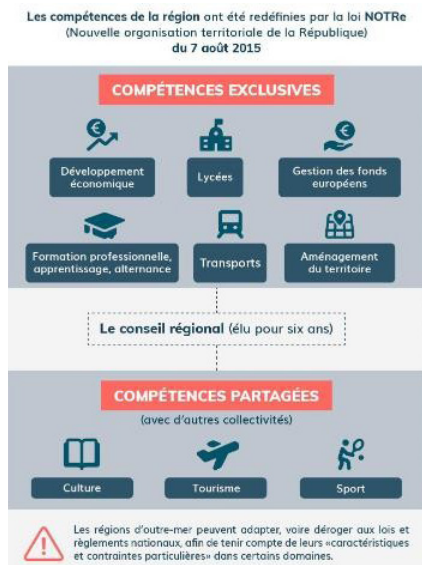 Les compétences de la région ont été redéfinies par la loi NOTRe
(Nouvelle organisation territoriale de la République)
du 7 août 2015
COMPÉTENCES EXCLUSIVES
Développement
économique
Lycées
Gestion des fonds
européens
Formation professionnelle,
apprentissage, alternance
Transports
Aménagement
du territoire
Le conseil régional (élu pour six ans)
COMPÉTENCES PARTAGÉES
(avec d'autres collectivités)
Culture
Tourisme
Sport
Les régions d'outre-mer peuvent adapter, voire déroger aux lois et
règlements nationaux, afin de tenir compte de leurs «caractéristiques
et contraintes particulières» dans certains domaines.